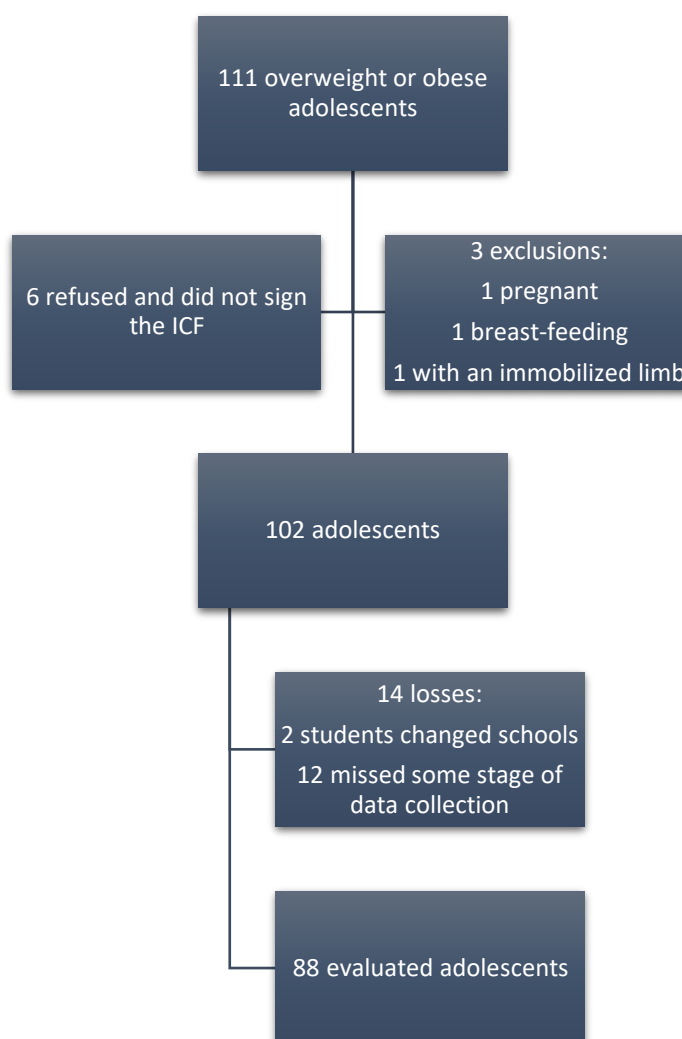 111 overweight or obese
adolescents
6 refused and did not sign
the ICF
3 exclusions:
1 pregnant
1 breast-feeding
1 with an immobilized limb
102 adolescents
14 losses:
2 students changed schools
12 missed some stage of
data collection
88 evaluated adolescents